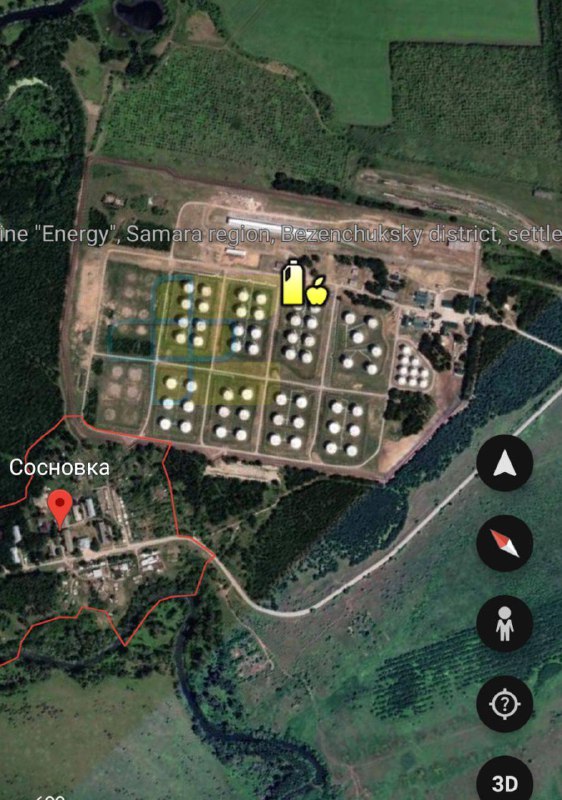 ine "Energy", Samara region, Bezenchuksky district, settle
Сосновка
?
3D